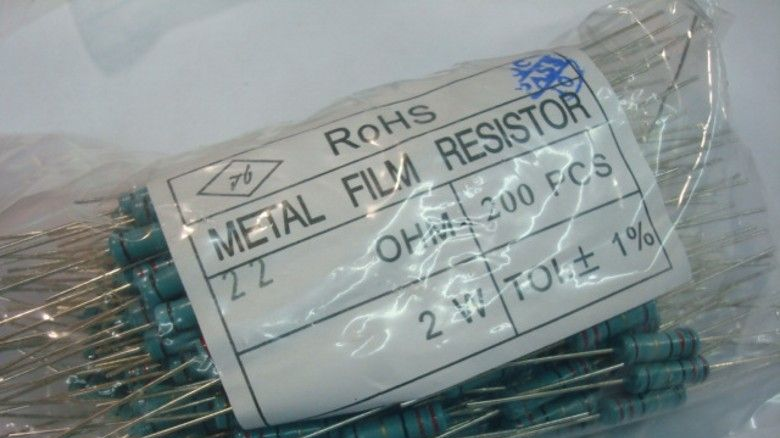 RoHS
METAL FILM RESISTOR
22 OHM 200 PCS
2 W TOL± 1%